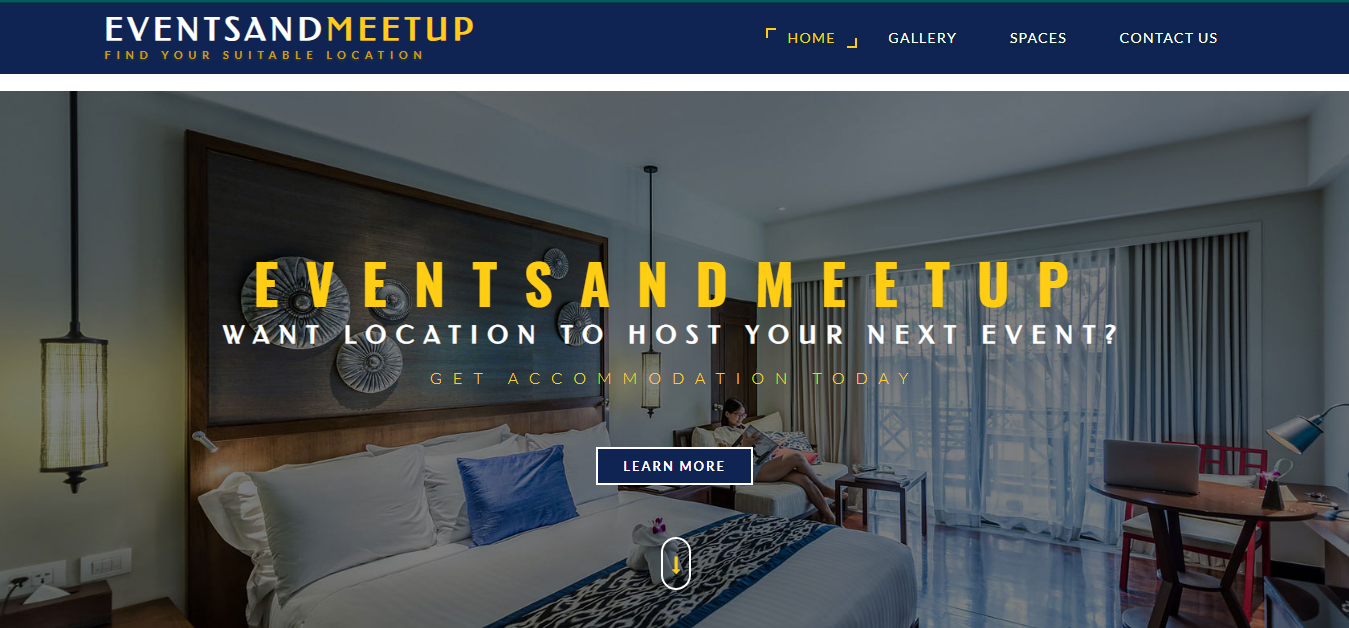 EVENTSANDMEETUP
FIND YOUR SUITABLE LOCATION
HOME
GALLERY
SPACES
CONTACT US
EVENTSANDMEETUP
WANT LOCATION TO HOST YOUR NEXT EVENT?
GET ACCOMMODATION TODAY
LEARN MORE